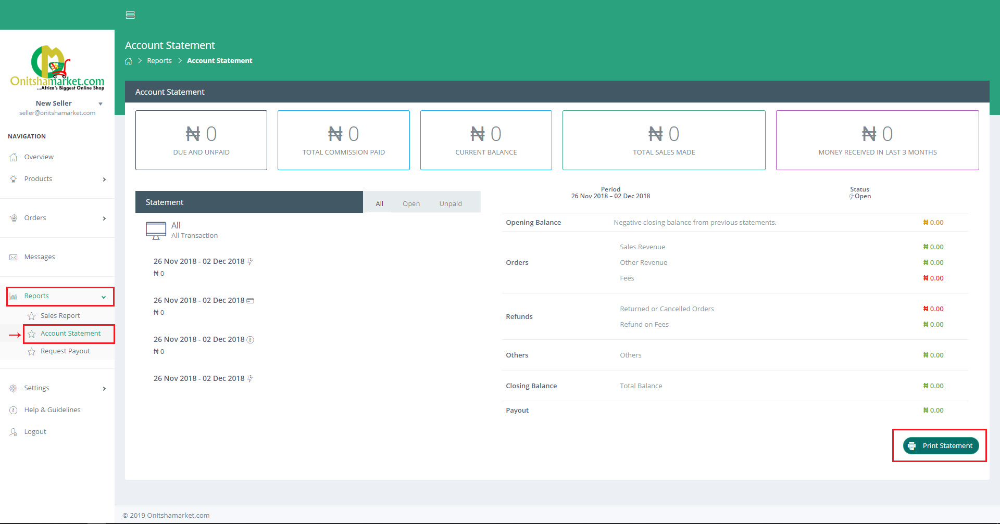 Account Statement
Reports
Account Statement
Onitshamarket.com
...Africa's Biggest Online Shop
New Seller
seller@onitshamarket.com
NAVIGATION
Overview
Products
Orders
Messages
Reports
Sales Report
Account Statement
Request Payout
Settings
Help & Guidelines
Logout
Account Statement
₦ 0
DUE AND UNPAID
₦ 0
TOTAL COMMISSION PAID
₦ 0
CURRENT BALANCE
₦ 0
TOTAL SALES MADE
₦ 0
MONEY RECEIVED IN LAST 3 MONTHS
Statement
All Open Unpaid
All
All Transaction
26 Nov 2018 - 02 Dec 2018
₦ 0
26 Nov 2018 - 02 Dec 2018
₦ 0
26 Nov 2018 - 02 Dec 2018
₦ 0
26 Nov 2018 - 02 Dec 2018
Period
26 Nov 2018 – 02 Dec 2018
Status
Open
Opening Balance Negative closing balance from previous statements. ₦ 0.00
Orders
Sales Revenue ₦ 0.00
Other Revenue ₦ 0.00
Fees ₦ 0.00
Refunds
Returned or Cancelled Orders ₦ 0.00
Refund on Fees ₦ 0.00
Others Others ₦ 0.00
Closing Balance Total Balance ₦ 0.00
Payout ₦ 0.00
Print Statement
© 2019 Onitshamarket.com